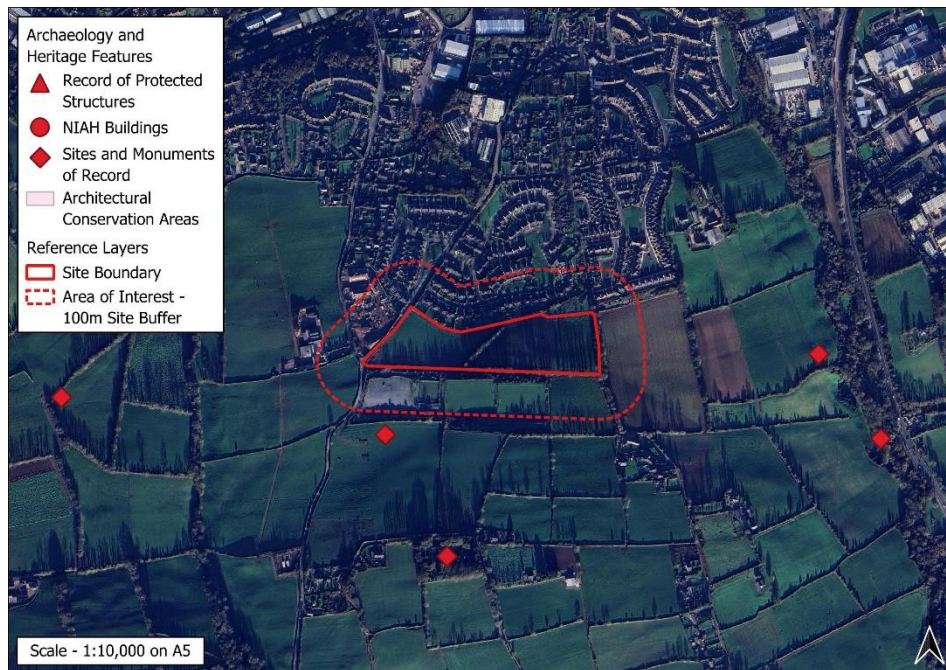 Archaeology and
Heritage Features
Record of Protected
Structures
NIAH Buildings
Sites and Monuments
of Record
Architectural
Conservation Areas
Reference Layers
Site Boundary
Area of Interest -
100m Site Buffer
Scale - 1:10,000 on A5